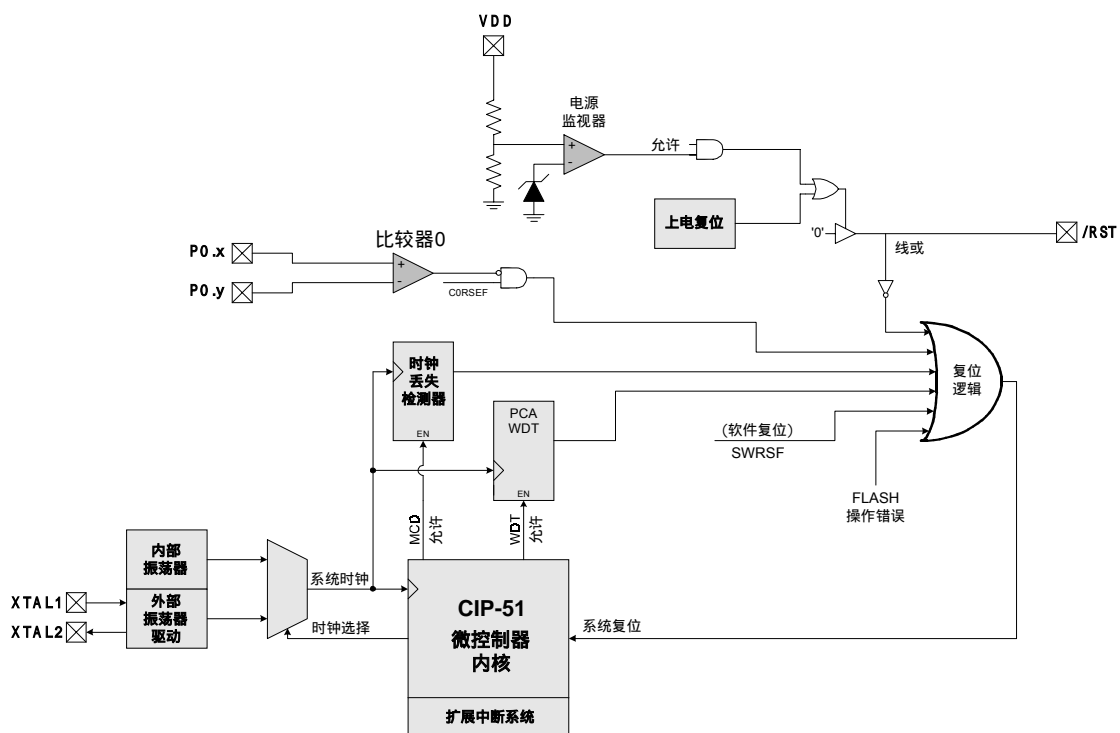 VDD
电源
监视器
+
-
允许
上电复位
'0'
/RST
线或
比较器0
P0.x
P0.y
+
-
C0RSEF
时钟
丢失
检测器
EN
PCA
WDT
EN
复位
逻辑
(软件复位)
SWRSF
FLASH
操作错误
MCD
允许
WDT
允许
内部
振荡器
外部
振荡器
驱动
XTAL1
XTAL2
系统时钟
时钟选择
CIP-51
微控制器
内核
系统复位
扩展中断系统